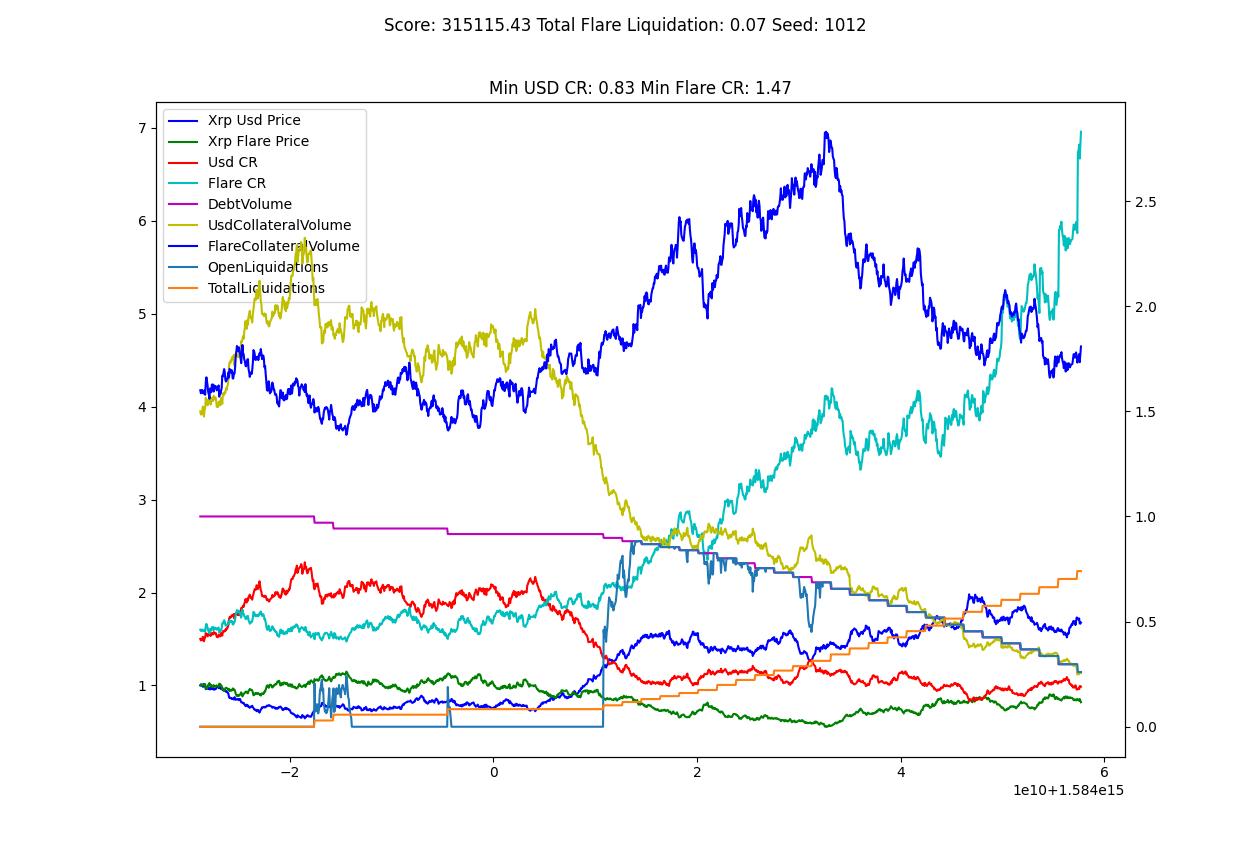 Score: 315115.43 Total Flare Liquidation: 0.07 Seed: 1012
Min USD CR: 0.83 Min Flare CR: 1.47
Xrp Usd Price
Xrp Flare Price
Usd CR
Flare CR
DebtVolume
UsdCollateralVolume
FlareCollateralVolume
OpenLiquidations
TotalLiquidations
7
6
5
4
3
2
1
2.5
2.0
1.5
1.0
0.5
0.0
−2
0
2
4
6
1e10+1.584e15